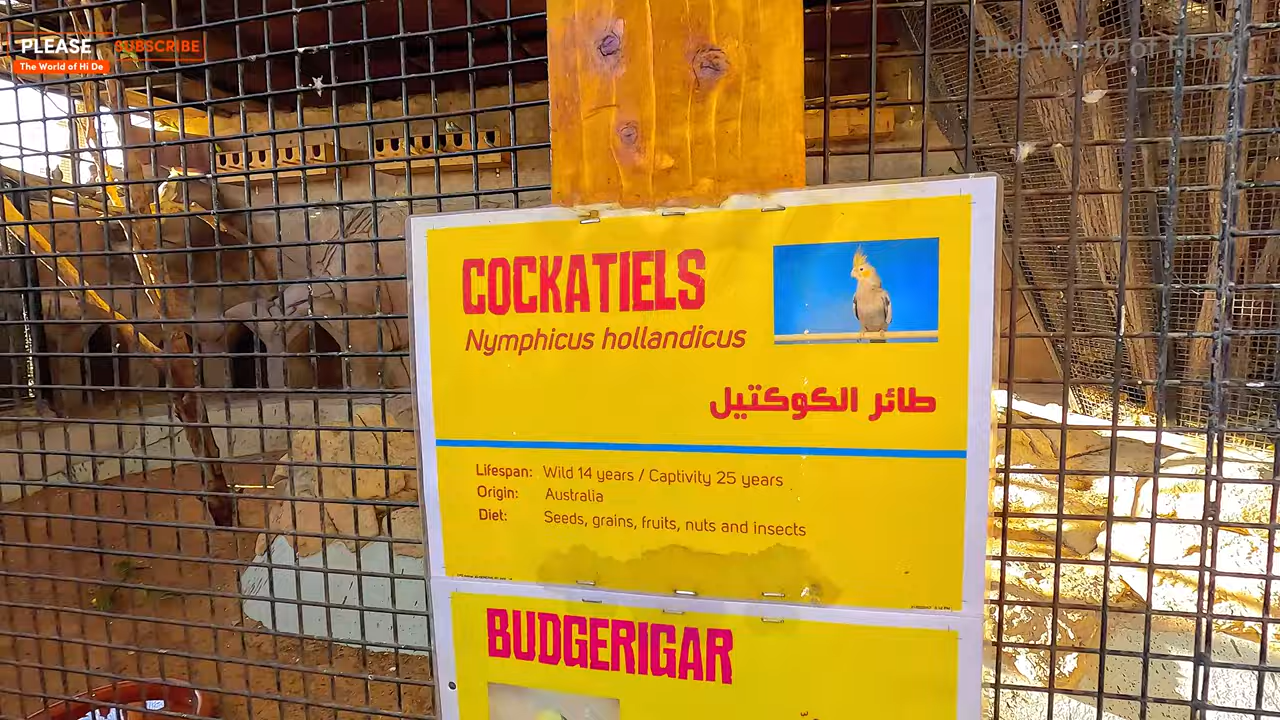 PLEASE SUBSCRIBE
The World of Hi De
The World of Hi De
COCKATIELS
Nymphicus hollandicus
طائر الكوكتيل
Lifespan: Wild 14 years / Captivity 25 years
Origin: Australia
Diet: Seeds, grains, fruits, nuts and insects
BUDGERIGAR